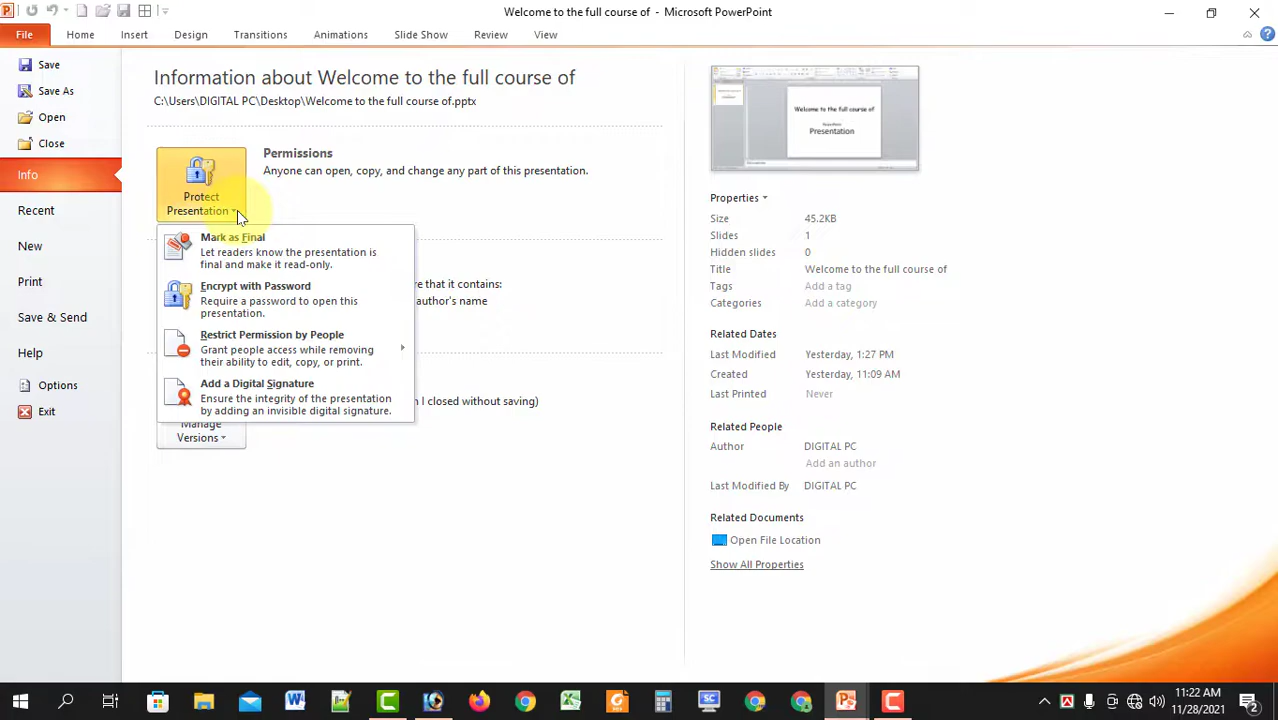 Welcome to the full course of - Microsoft PowerPoint
File Home Insert Design Transitions Animations Slide Show Review View
Save
Save As
Open
Close
Info
Recent
New
Print
Save & Send
Help
Options
Exit
Information about Welcome to the full course of
C:\Users\DIGITAL PC\Desktop\Welcome to the full course of.pptx
Protect
Presentation
Permissions
Anyone can open, copy, and change any part of this presentation.
Mark as Final
Let readers know the presentation is
final and make it read-only.
Encrypt with Password
Require a password to open this
presentation.
Restrict Permission by People
Grant people access while removing
their ability to edit, copy, or print.
Add a Digital Signature
Ensure the integrity of the presentation
by adding an invisible digital signature.
re that it contains:
author's name
I closed without saving)
Manage
Versions
Welcome to the full course of
Presentation
Properties
Size 45.2KB
Slides 1
Hidden slides 0
Title Welcome to the full course of
Tags Add a tag
Categories Add a category
Related Dates
Last Modified Yesterday, 1:27 PM
Created Yesterday, 11:09 AM
Last Printed Never
Related People
Author DIGITAL PC
Add an author
Last Modified By DIGITAL PC
Related Documents
Open File Location
Show All Properties
11:22 AM
11/28/2021